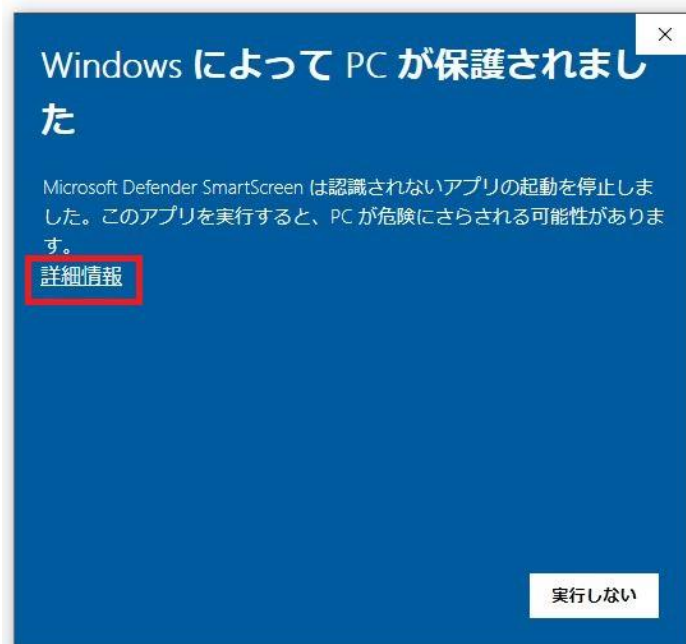 Windows によって PC が保護されまし
た
Microsoft Defender SmartScreen は認識されないアプリの起動を停止しま
した。このアプリを実行すると、PC が危険にさらされる可能性がありま
す。
詳細情報
実行しない